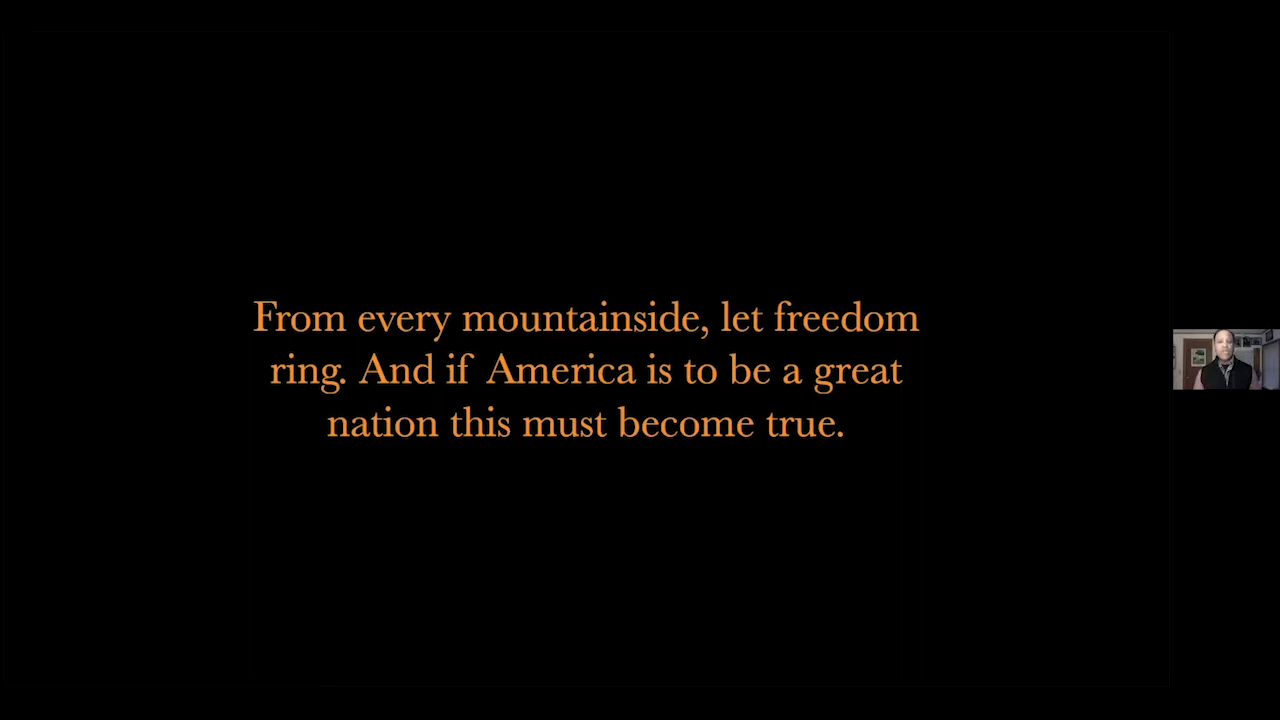 From every mountainside, let freedom
ring. And if America is to be a great
nation this must become true.